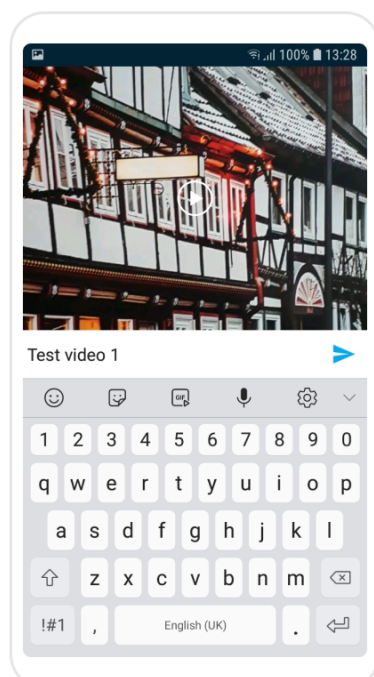 100% 13:28
Test video 1
GIF
1 2 3 4 5 6 7 8 9 0
q w e r t y u i o p
a s d f g h j k l
z x c v b n m
!#1 , English (UK) .